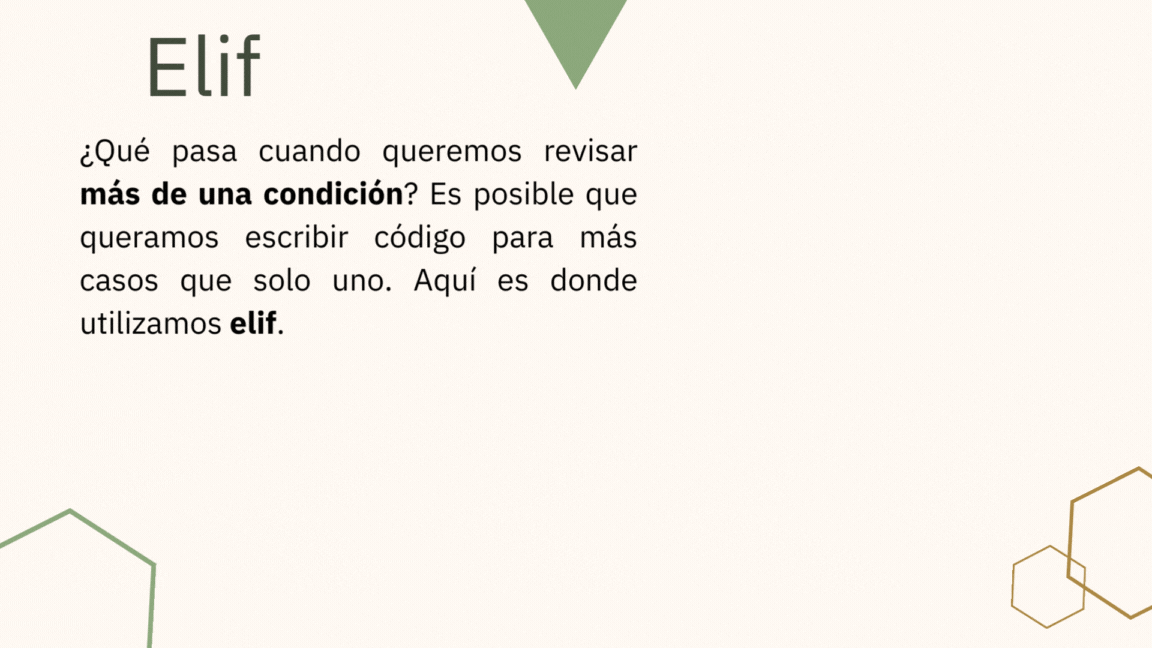 Elif
¿Qué pasa cuando queremos revisar
más de una condición? Es posible que
queramos escribir código para más
casos que solo uno. Aquí es donde
utilizamos elif.